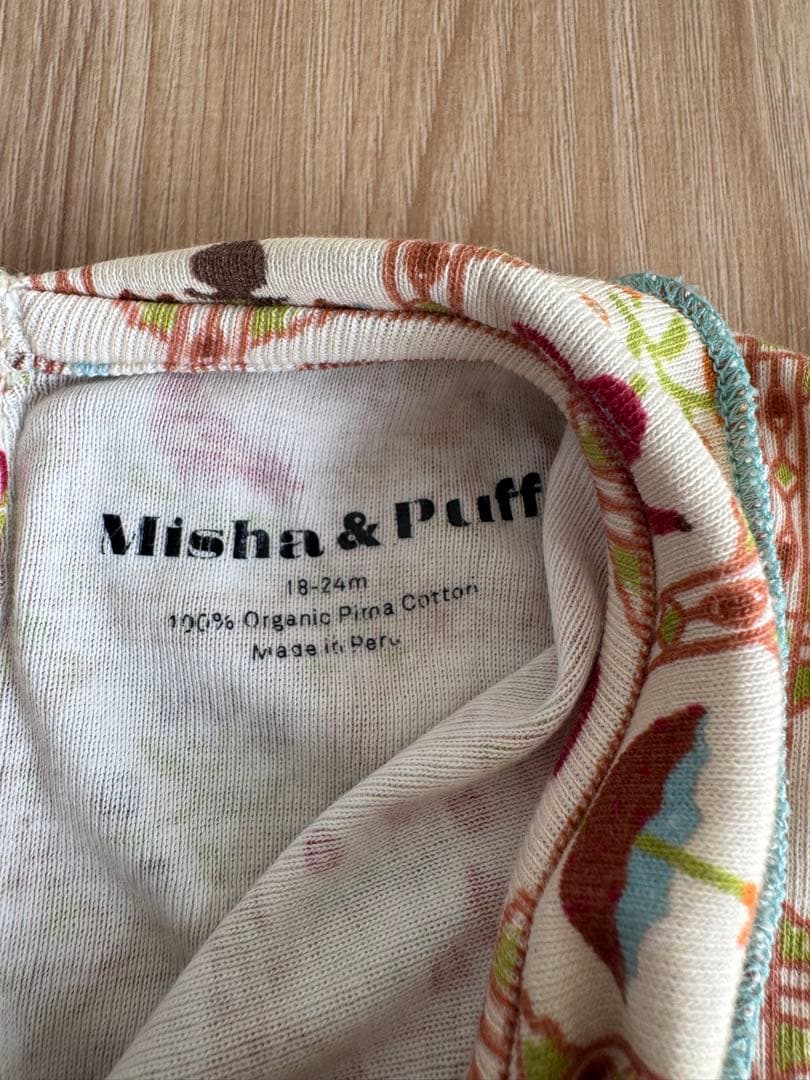 Misha & Puff
18-24m
100% Organic Pima Cotton
Made in Peru